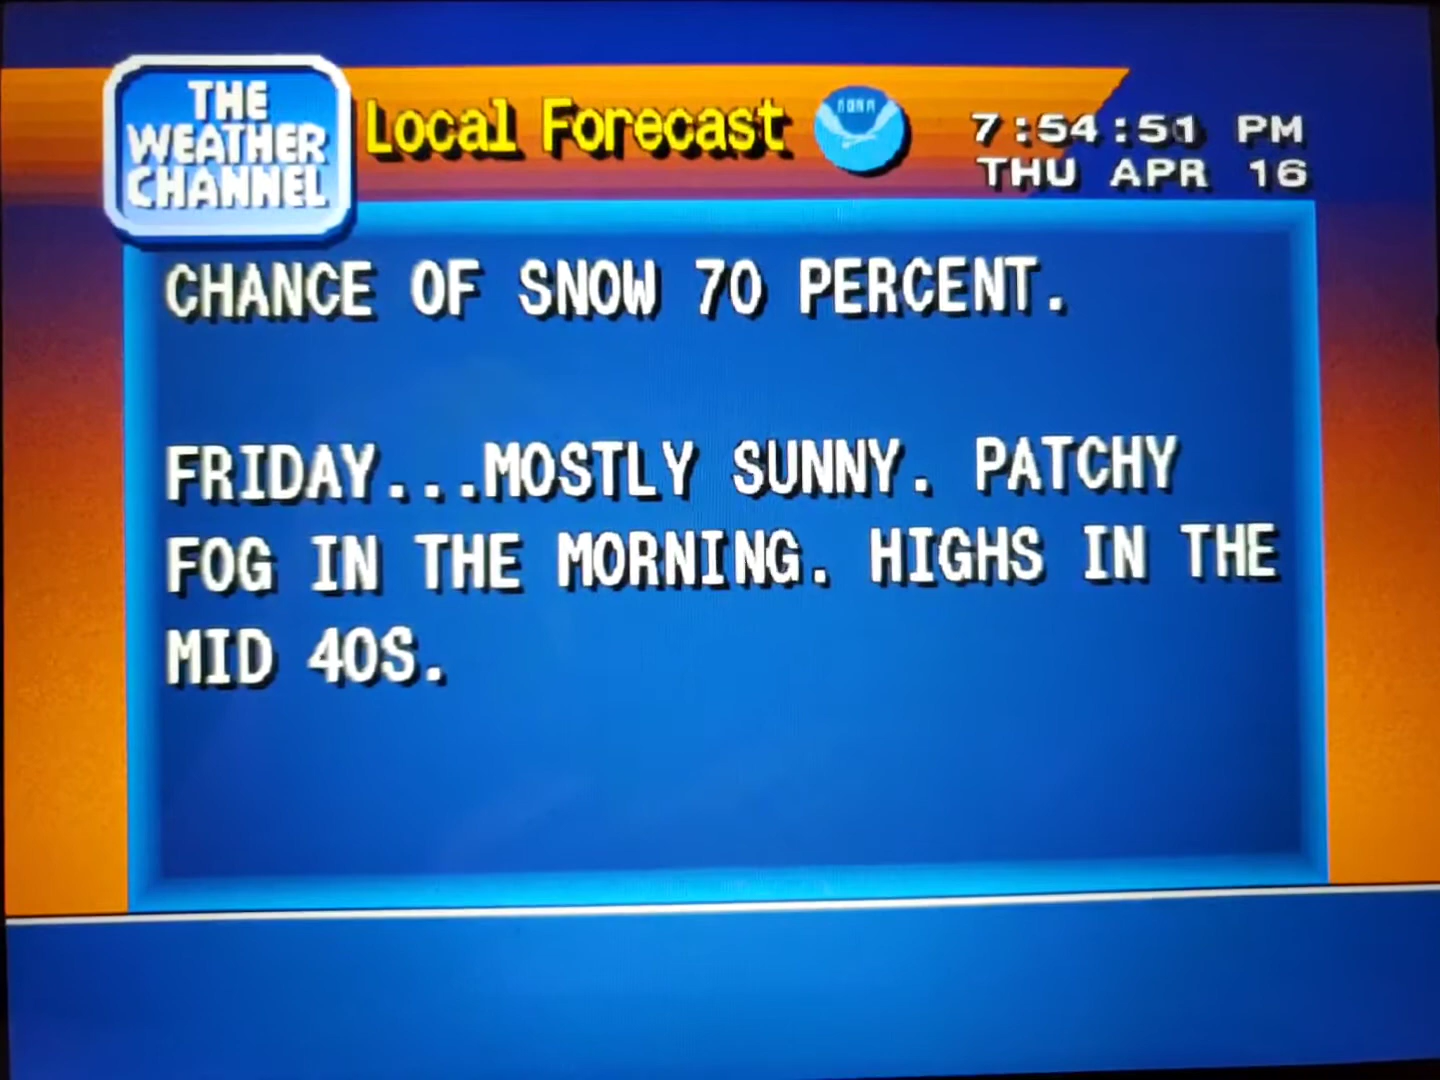 THE
WEATHER
CHANNEL
Local Forecast
NOAA
7:54:51 PM
THU APR 16
CHANCE OF SNOW 70 PERCENT.
FRIDAY...MOSTLY SUNNY. PATCHY
FOG IN THE MORNING. HIGHS IN THE
MID 40S.